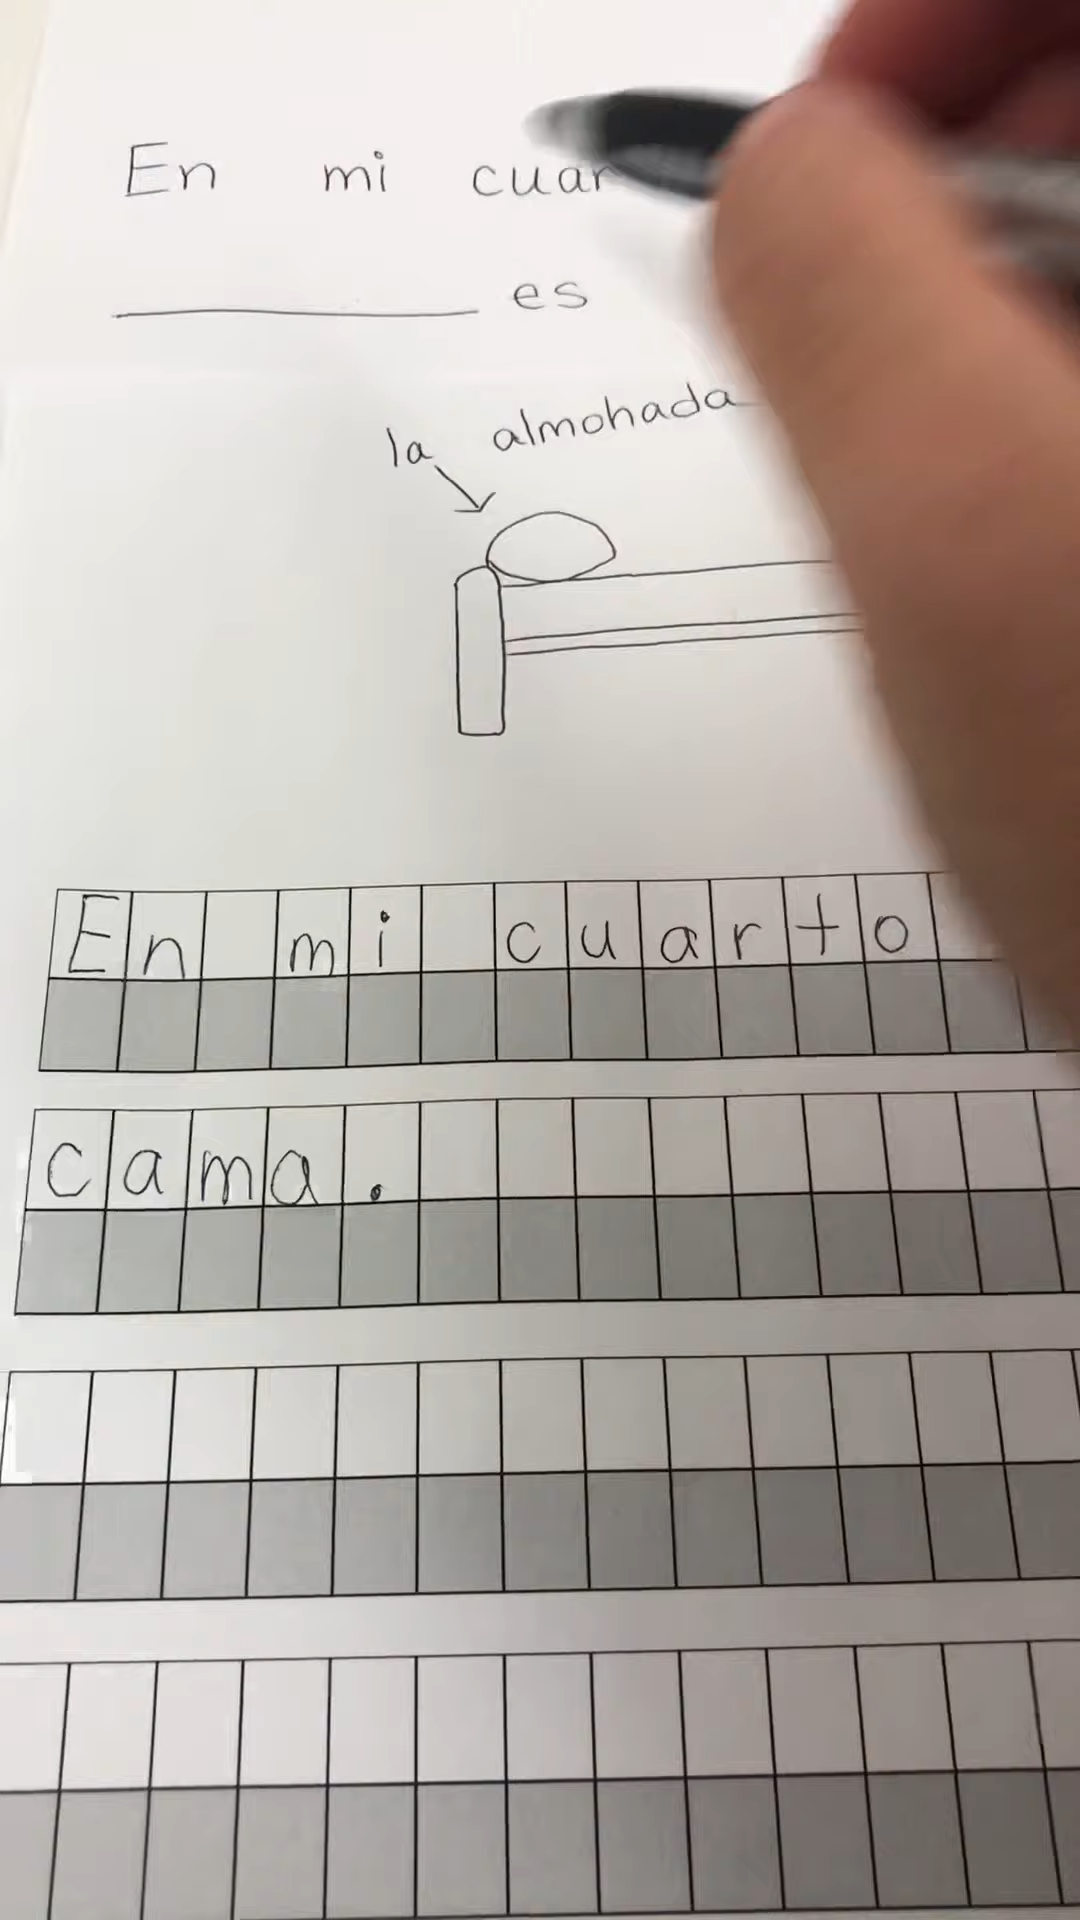 En mi cuar
es
la almohada
En mi cuarto
cama.